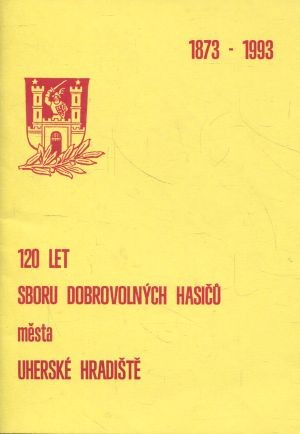 1873 - 1993
120 LET
SBORU DOBROVOLNÝCH HASIČŮ
města
UHERSKÉ HRADIŠTĚ